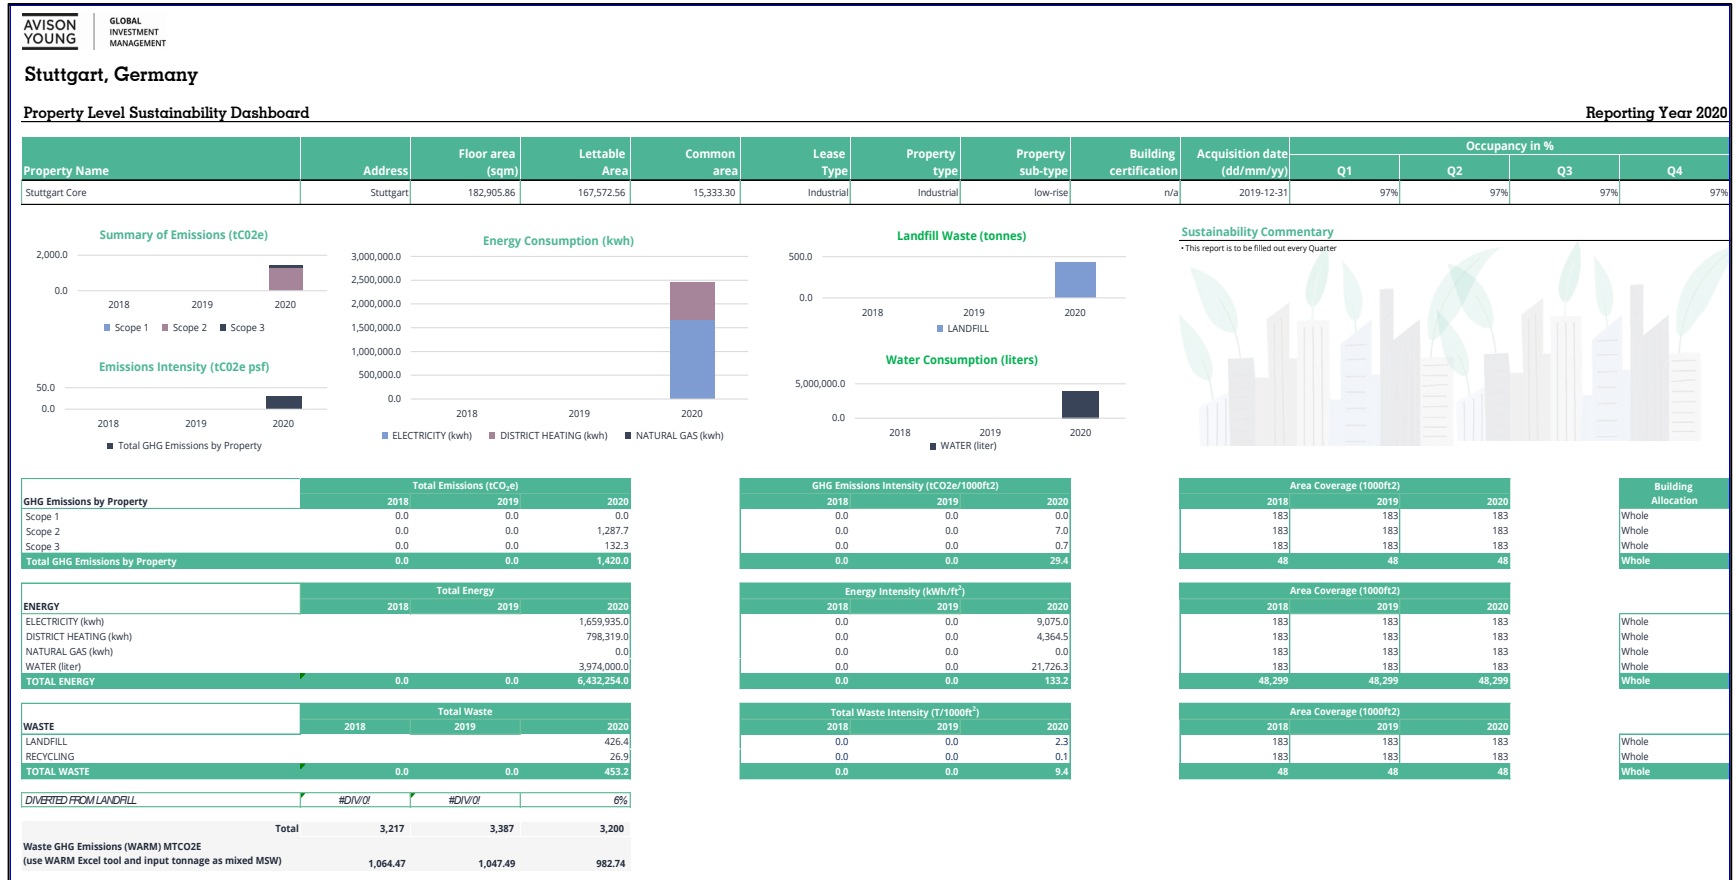 AVISON
YOUNG
GLOBAL
INVESTMENT
MANAGEMENT
Stuttgart, Germany
Property Level Sustainability Dashboard Reporting Year 2020
Property Name Address Floor area (sqm) Lettable Area Common area Lease Type Property type Property sub-type Building certification Acquisition date (dd/mm/yy) Occupancy in %
Q1 Q2 Q3 Q4
Stuttgart Core Stuttgart 182,905.86 167,572.56 15,333.30 Industrial Industrial low-rise n/a 2019-12-31 97% 97% 97% 97%
Summary of Emissions (tC02e)
2,000.0
0.0
2018 2019 2020
Scope 1 Scope 2 Scope 3
Emissions Intensity (tC02e psf)
50.0
0.0
2018 2019 2020
Total GHG Emissions by Property
Energy Consumption (kwh)
3,000,000.0
2,500,000.0
2,000,000.0
1,500,000.0
1,000,000.0
500,000.0
0.0
2018 2019 2020
ELECTRICITY (kwh) DISTRICT HEATING (kwh) NATURAL GAS (kwh)
Landfill Waste (tonnes)
500.0
0.0
2018 2019 2020
LANDFILL
Water Consumption (liters)
5,000,000.0
0.0
2018 2019 2020
WATER (liter)
Sustainability Commentary
• This report is to be filled out every Quarter
Total Emissions (tCO₂e) GHG Emissions Intensity (tCO2e/1000ft2) Area Coverage (1000ft2) Building Allocation
GHG Emissions by Property 2018 2019 2020 2018 2019 2020 2018 2019 2020
Scope 1 0.0 0.0 0.0 0.0 0.0 0.0 183 183 183 Whole
Scope 2 0.0 0.0 1,287.7 0.0 0.0 7.0 183 183 183 Whole
Scope 3 0.0 0.0 132.3 0.0 0.0 0.7 183 183 183 Whole
Total GHG Emissions by Property 0.0 0.0 1,420.0 0.0 0.0 29.4 48 48 48 Whole
Total Energy Energy Intensity (kWh/ft²) Area Coverage (1000ft2)
ENERGY 2018 2019 2020 2018 2019 2020 2018 2019 2020
ELECTRICITY (kwh) 1,659,935.0 0.0 0.0 9,075.0 183 183 183 Whole
DISTRICT HEATING (kwh) 798,319.0 0.0 0.0 4,364.5 183 183 183 Whole
NATURAL GAS (kwh) 0.0 0.0 0.0 0.0 183 183 183 Whole
WATER (liter) 3,974,000.0 0.0 0.0 21,726.3 183 183 183 Whole
TOTAL ENERGY 0.0 0.0 6,432,254.0 0.0 0.0 133.2 48,299 48,299 48,299 Whole
Total Waste Total Waste Intensity (T/1000ft²) Area Coverage (1000ft2)
WASTE 2018 2019 2020 2018 2019 2020 2018 2019 2020
LANDFILL 426.4 0.0 0.0 2.3 183 183 183 Whole
RECYCLING 26.9 0.0 0.0 0.1 183 183 183 Whole
TOTAL WASTE 0.0 0.0 453.2 0.0 0.0 9.4 48 48 48 Whole
DIVERTED FROM LANDFILL #DIV/0! #DIV/0! 6%
Total 3,217 3,387 3,200
Waste GHG Emissions (WARM) MTCO2E
(use WARM Excel tool and input tonnage as mixed MSW) 1,064.47 1,047.49 982.74